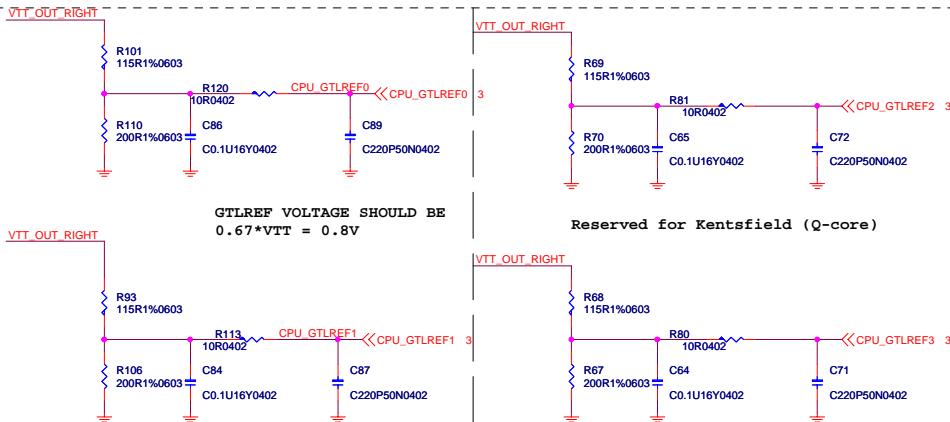 VTT_OUT_RIGHT
R101
115R1%0603
R120
10R0402
CPU_GTLREF0
CPU_GTLREF0 3
R110
200R1%0603
C86
C0.1U16Y0402
C89
C220P50N0402
VTT_OUT_RIGHT
R69
115R1%0603
R81
10R0402
CPU_GTLREF2 3
R70
200R1%0603
C65
C0.1U16Y0402
C72
C220P50N0402
GTLREF VOLTAGE SHOULD BE
0.67*VTT = 0.8V
Reserved for Kentsfield (Q-core)
VTT_OUT_RIGHT
R93
115R1%0603
R113
10R0402
CPU_GTLREF1
CPU_GTLREF1 3
R106
200R1%0603
C84
C0.1U16Y0402
C87
C220P50N0402
VTT_OUT_RIGHT
R68
115R1%0603
R80
10R0402
CPU_GTLREF3 3
R67
200R1%0603
C64
C0.1U16Y0402
C71
C220P50N0402